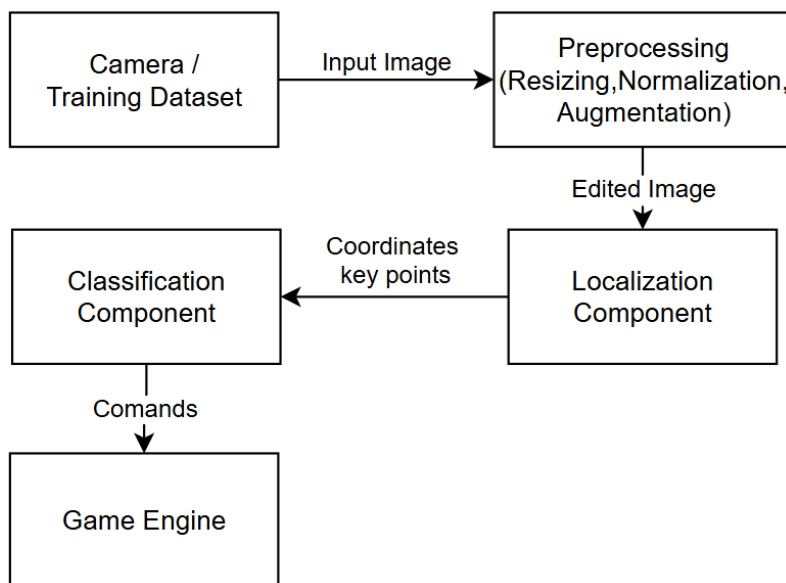 Camera /
Training Dataset
Input Image
Preprocessing
(Resizing,Normalization,
Augmentation)
Edited Image
Localization
Component
Coordinates
key points
Classification
Component
Comands
Game Engine